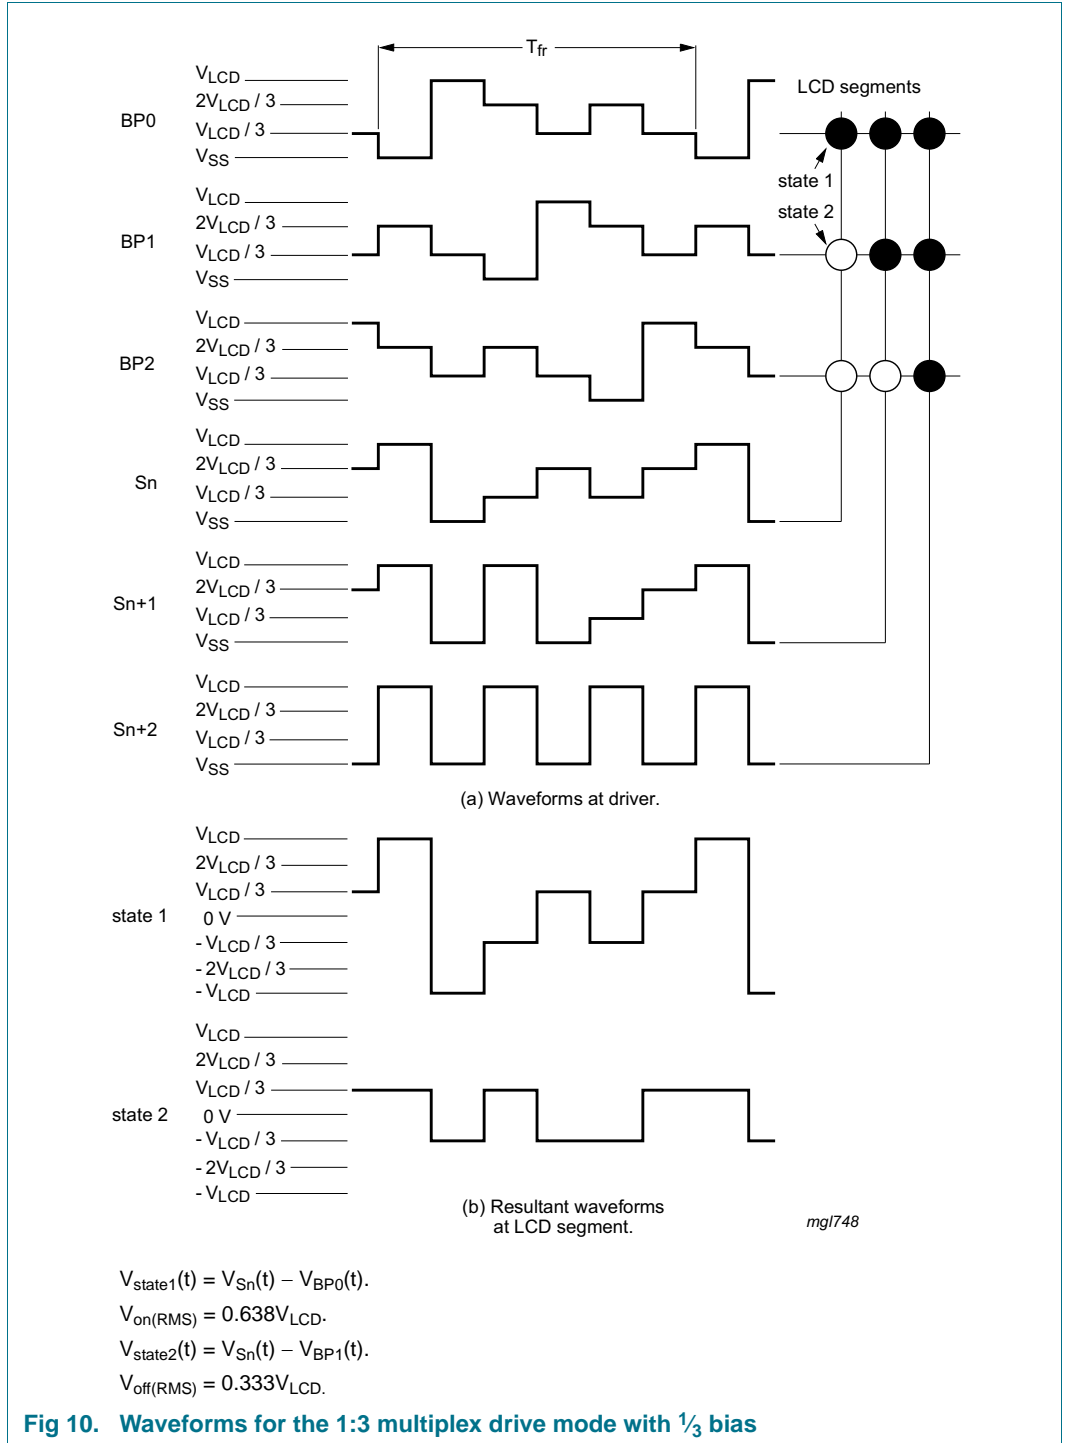 Tfr
VLCD
2VLCD / 3
BP0
VLCD / 3
VSS
LCD segments
state 1
state 2
VLCD
2VLCD / 3
BP1
VLCD / 3
VSS
VLCD
2VLCD / 3
BP2
VLCD / 3
VSS
VLCD
2VLCD / 3
Sn
VLCD / 3
VSS
VLCD
2VLCD / 3
Sn+1
VLCD / 3
VSS
VLCD
2VLCD / 3
Sn+2
VLCD / 3
VSS
(a) Waveforms at driver.
VLCD
2VLCD / 3
VLCD / 3
state 1
0 V
- VLCD / 3
- 2VLCD / 3
- VLCD
VLCD
2VLCD / 3
VLCD / 3
state 2
0 V
- VLCD / 3
- 2VLCD / 3
- VLCD
(b) Resultant waveforms
at LCD segment.
mgl748
Vstate1(t) = VSn(t) − VBP0(t).
Von(RMS) = 0.638VLCD.
Vstate2(t) = VSn(t) − VBP1(t).
Voff(RMS) = 0.333VLCD.
Fig 10. Waveforms for the 1:3 multiplex drive mode with 1⁄3 bias